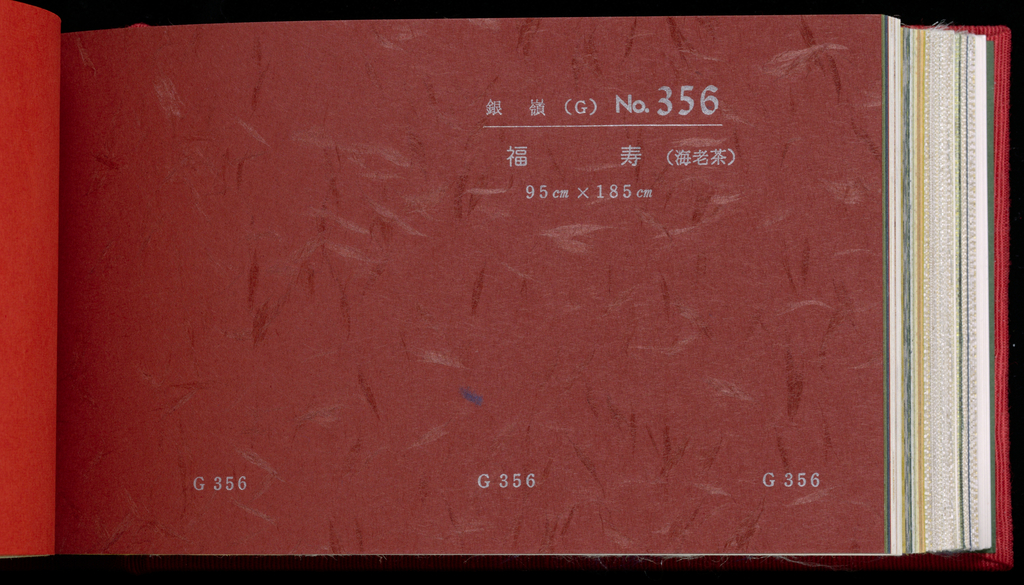 銀 嶺 (G) No. 356
福 寿 (海老茶)
95cm × 185cm
G 356 G 356 G 356